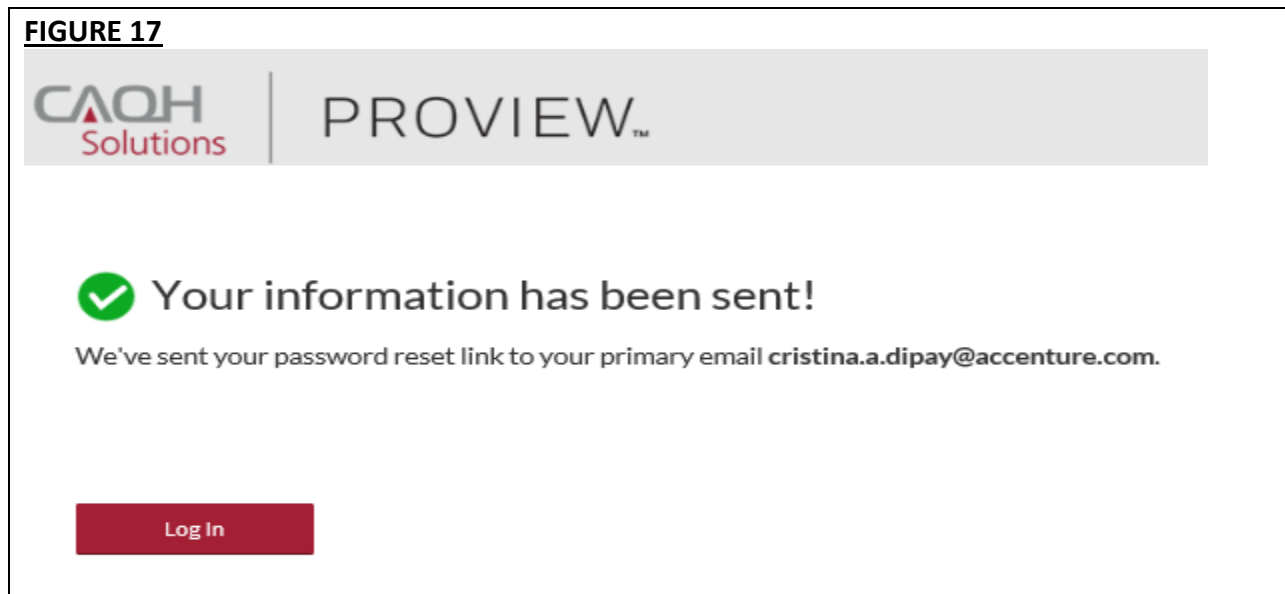 FIGURE 17
CAQH
Solutions
PROVIEW™
Your information has been sent!
We've sent your password reset link to your primary email cristina.a.dipay@accenture.com.
Log In